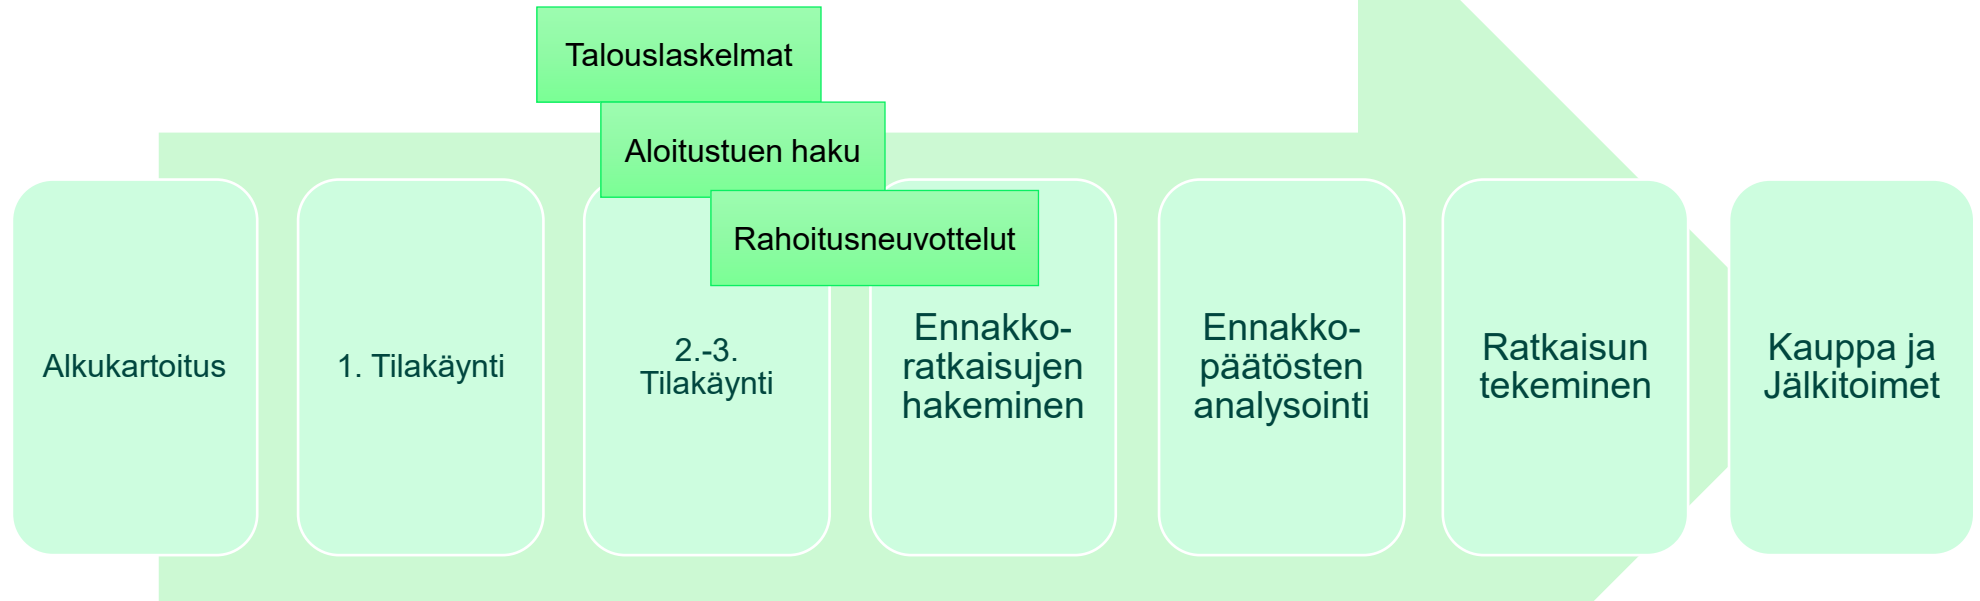 Talouslaskelmat
Aloitustuen haku
Rahoitusneuvottelut
Alkukartoitus
1. Tilakäynti
2.-3.
Tilakäynti
Ennakko-
ratkaisujen
hakeminen
Ennakko-
päätösten
analysointi
Ratkaisun
tekeminen
Kauppa ja
Jälkitoimet